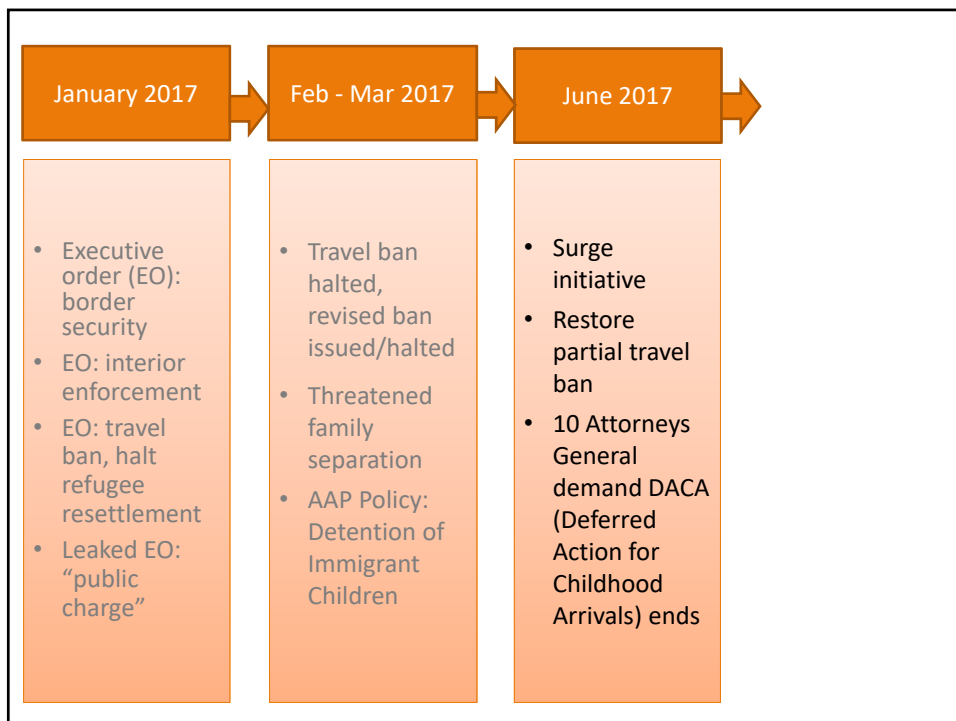 January 2017
Feb - Mar 2017
June 2017
• Executive
order (EO):
border
security
• EO: interior
enforcement
• EO: travel
ban, halt
refugee
resettlement
• Leaked EO:
“public
charge”
• Travel ban
halted,
revised ban
issued/halted
• Threatened
family
separation
• AAP Policy:
Detention of
Immigrant
Children
• Surge
initiative
• Restore
partial travel
ban
• 10 Attorneys
General
demand DACA
(Deferred
Action for
Childhood
Arrivals) ends